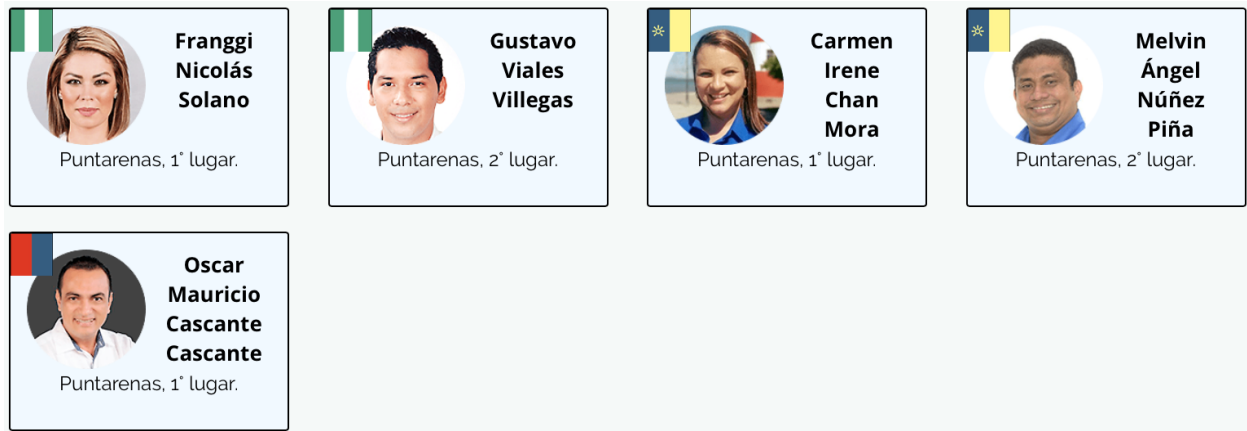 Franggi
Nicolás
Solano
Puntarenas, 1° lugar.
Gustavo
Viales
Villegas
Puntarenas, 2° lugar.
Carmen
Irene
Chan
Mora
Puntarenas, 1° lugar.
Melvin
Ángel
Núñez
Piña
Puntarenas, 2° lugar.
Oscar
Mauricio
Cascante
Cascante
Puntarenas, 1° lugar.